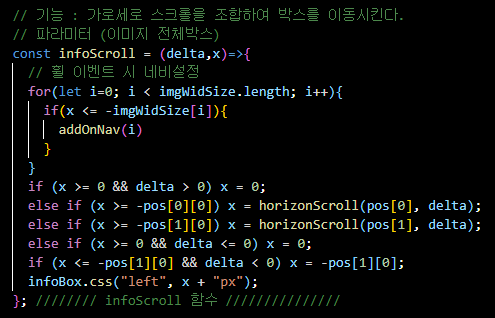 // 기능 : 가로세로 스크롤을 조합하여 박스를 이동시킨다.
// 파라미터 (이미지 전체박스)
const infoScroll = (delta,x)=>{
// 휠 이벤트 시 네비설정
for(let i=0; i < imgWidSize.length; i++){
if(x <= -imgWidSize[i]){
addOnNav(i)
}
}
if (x >= 0 && delta > 0) x = 0;
else if (x >= -pos[0][0]) x = horizonScroll(pos[0], delta);
else if (x >= -pos[1][0]) x = horizonScroll(pos[1], delta);
else if (x >= 0 && delta <= 0) x = 0;
if (x <= -pos[1][0] && delta < 0) x = -pos[1][0];
infoBox.css("left", x + "px");
}; //////// infoScroll 함수 ///////////////